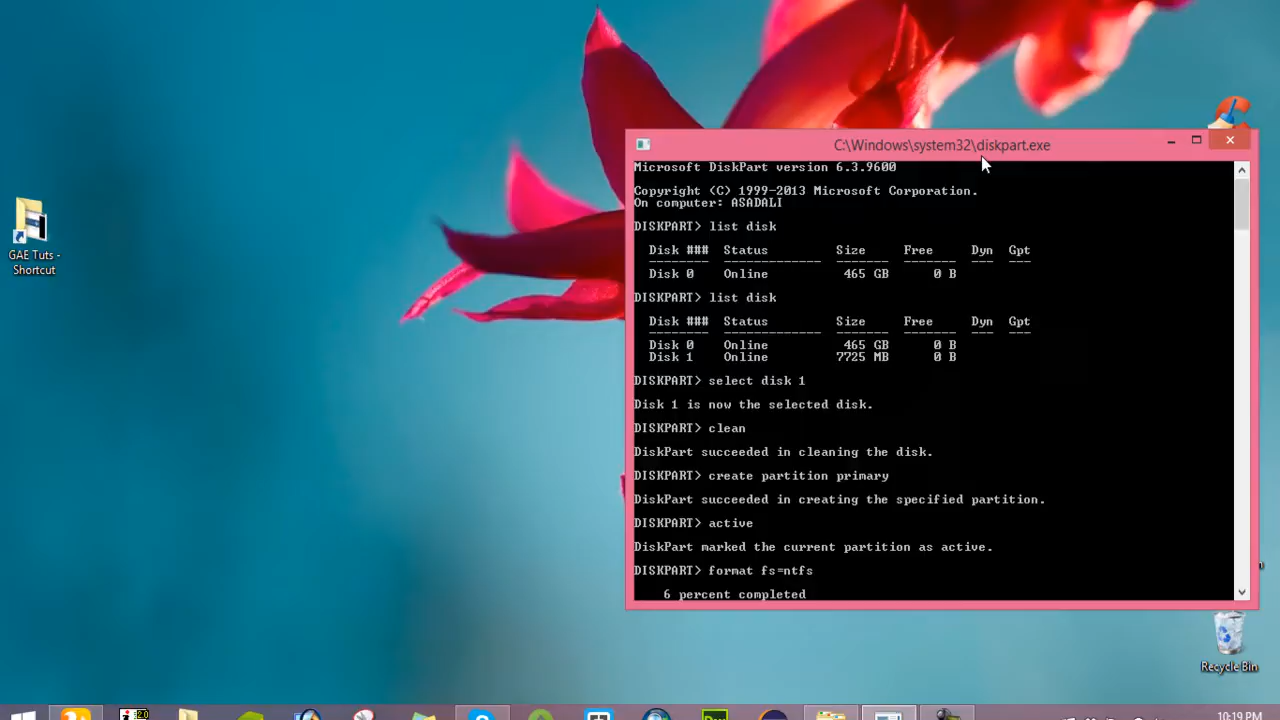 C:\Windows\system32\diskpart.exe
Microsoft DiskPart version 6.3.9600
Copyright (C) 1999-2013 Microsoft Corporation.
On computer: ASADALI
DISKPART> list disk
Disk ### Status Size Free Dyn Gpt
-------- ------------- ------- ------- --- ---
Disk 0 Online 465 GB 0 B
DISKPART> list disk
Disk ### Status Size Free Dyn Gpt
-------- ------------- ------- ------- --- ---
Disk 0 Online 465 GB 0 B
Disk 1 Online 7725 MB 0 B
DISKPART> select disk 1
Disk 1 is now the selected disk.
DISKPART> clean
DiskPart succeeded in cleaning the disk.
DISKPART> create partition primary
DiskPart succeeded in creating the specified partition.
DISKPART> active
DiskPart marked the current partition as active.
DISKPART> format fs=ntfs
6 percent completed
GAE Tuts -
Shortcut
Recycle Bin
10:19 PM